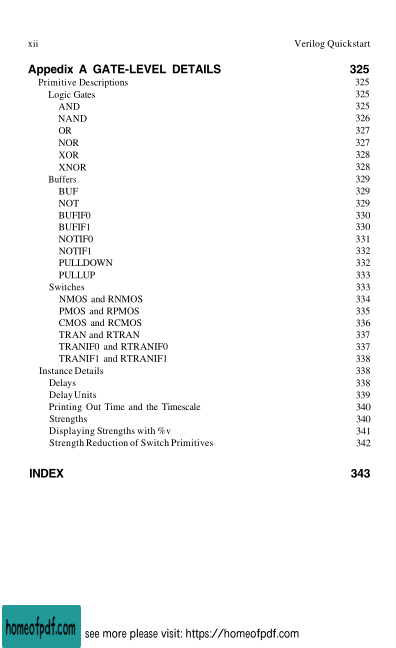 xii Verilog Quickstart
Appedix A GATE-LEVEL DETAILS 325
Primitive Descriptions 325
Logic Gates 325
AND 325
NAND 326
OR 327
NOR 327
XOR 328
XNOR 328
Buffers 329
BUF 329
NOT 329
BUFIF0 330
BUFIF1 330
NOTIF0 331
NOTIF1 332
PULLDOWN 332
PULLUP 333
Switches 333
NMOS and RNMOS 334
PMOS and RPMOS 335
CMOS and RCMOS 336
TRAN and RTRAN 337
TRANIF0 and RTRANIF0 337
TRANIF1 and RTRANIF1 338
Instance Details 338
Delays 338
Delay Units 339
Printing Out Time and the Timescale 340
Strengths 340
Displaying Strengths with %v 341
Strength Reduction of Switch Primitives 342
INDEX 343
homeofpdf.com see more please visit: https://homeofpdf.com